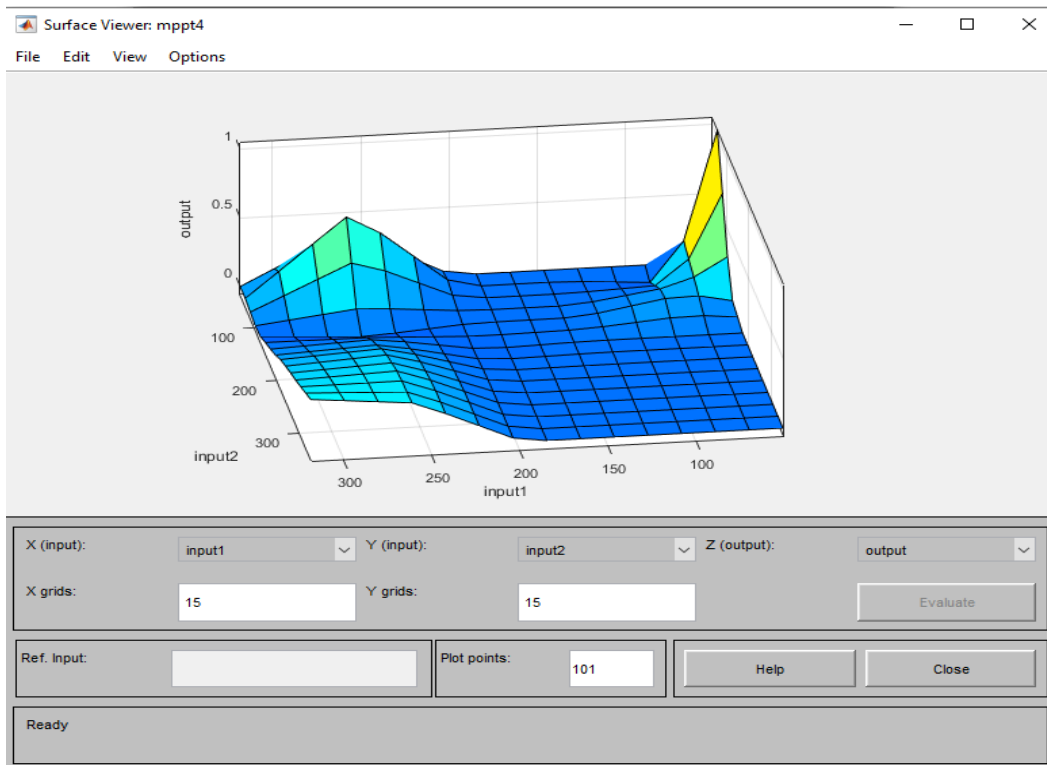 Surface Viewer: mppt4
File Edit View Options
1
0.5
0
output
100
200
300
input2
300
250
200
150
100
input1
X (input): input1 Y (input): input2 Z (output): output
X grids: 15 Y grids: 15 Evaluate
Ref. Input: Plot points: 101 Help Close
Ready